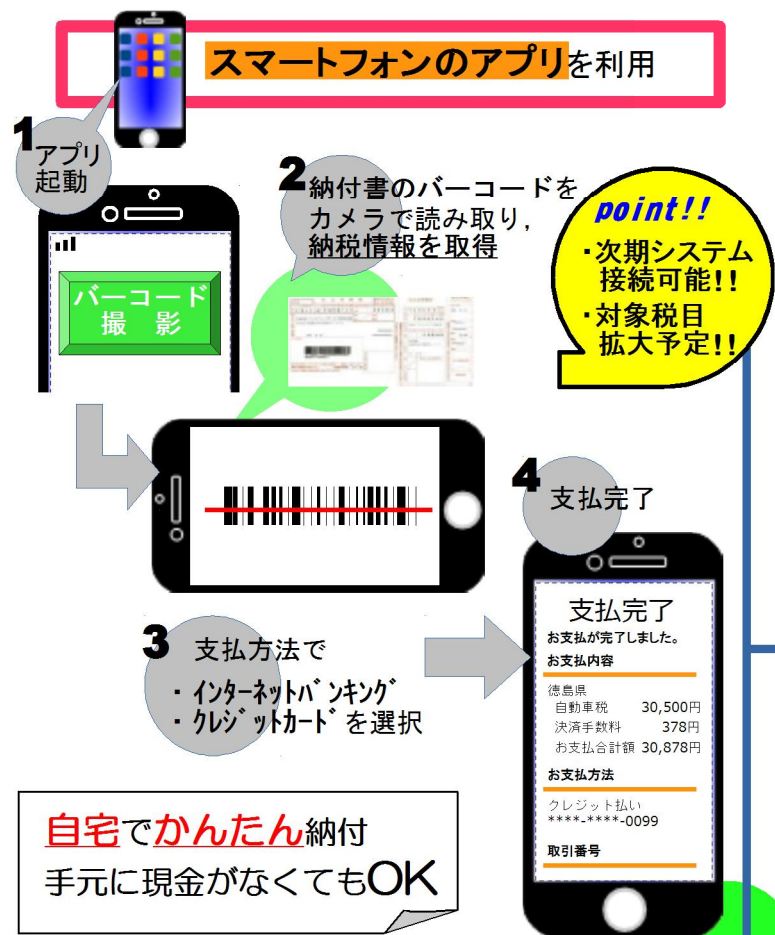 スマートフォンのアプリを利用
1
アプリ
起動
バーコード
撮 影
2
納付書のバーコードを
カメラで読み取り,
納税情報を取得
point!!
・次期システム
接続可能!!
・対象税目
拡大予定!!
3
支払方法で
・インターネットバンキング
・クレジットカードを選択
4
支払完了
支払完了
お支払が完了しました。
お支払内容
徳島県
自動車税 30,500円
決済手数料 378円
お支払合計額 30,878円
お支払方法
クレジット払い
****-****-0099
取引番号
自宅でかんたん納付
手元に現金がなくてもOK